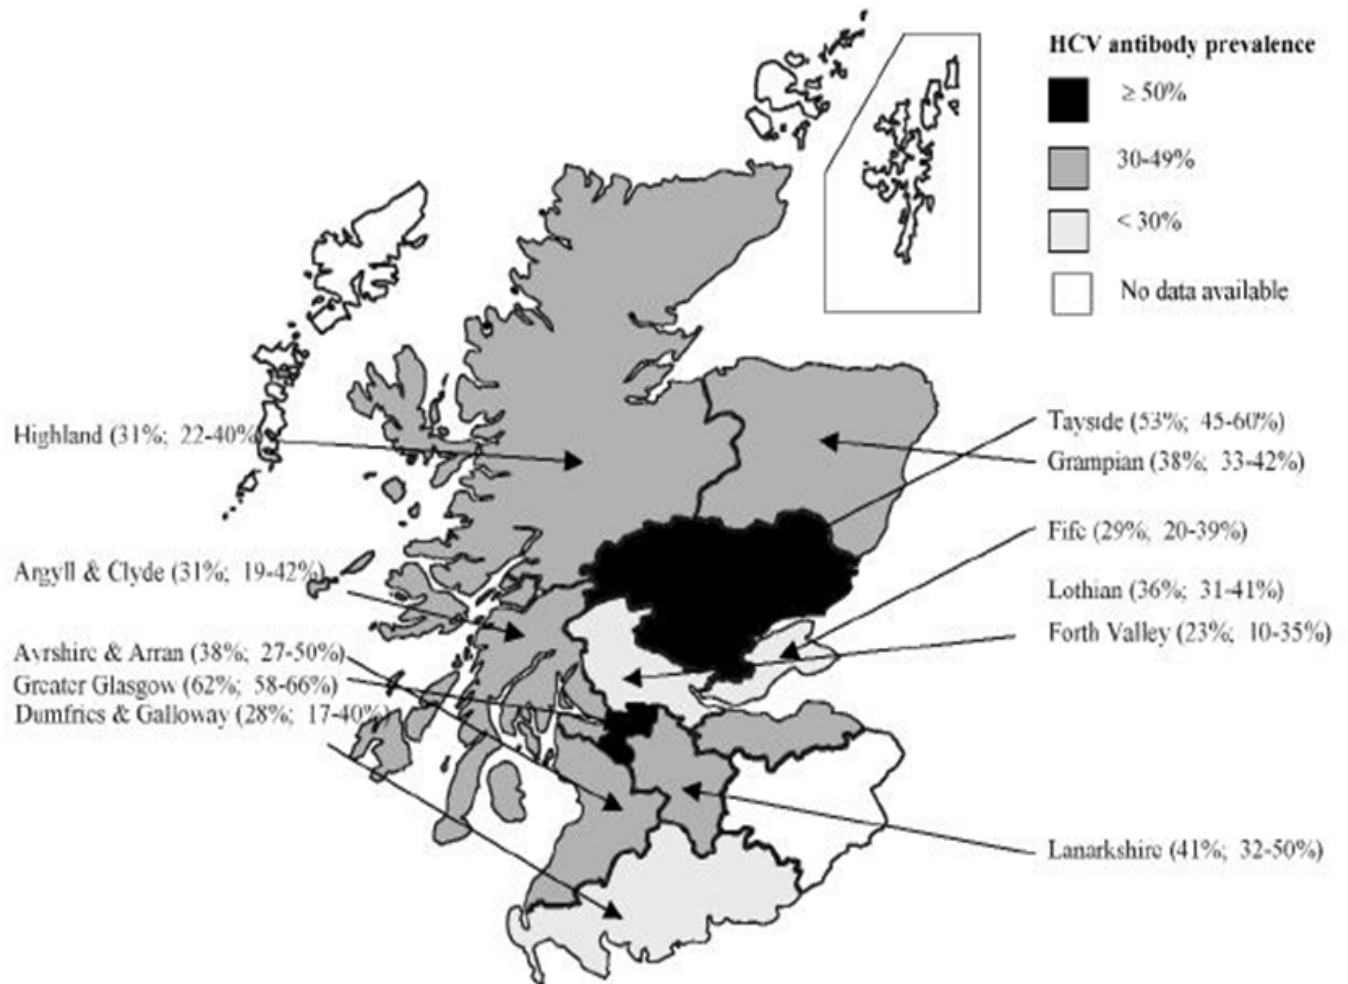 HCV antibody prevalence
≥ 50%
30-49%
< 30%
No data available
Highland (31%; 22-40%)
Argyll & Clyde (31%; 19-42%)
Ayrshire & Arran (38%; 27-50%)
Greater Glasgow (62%; 58-66%)
Dumfries & Galloway (28%; 17-40%)
Tayside (53%; 45-60%)
Grampian (38%; 33-42%)
Fife (29%; 20-39%)
Lothian (36%; 31-41%)
Forth Valley (23%; 10-35%)
Lanarkshire (41%; 32-50%)